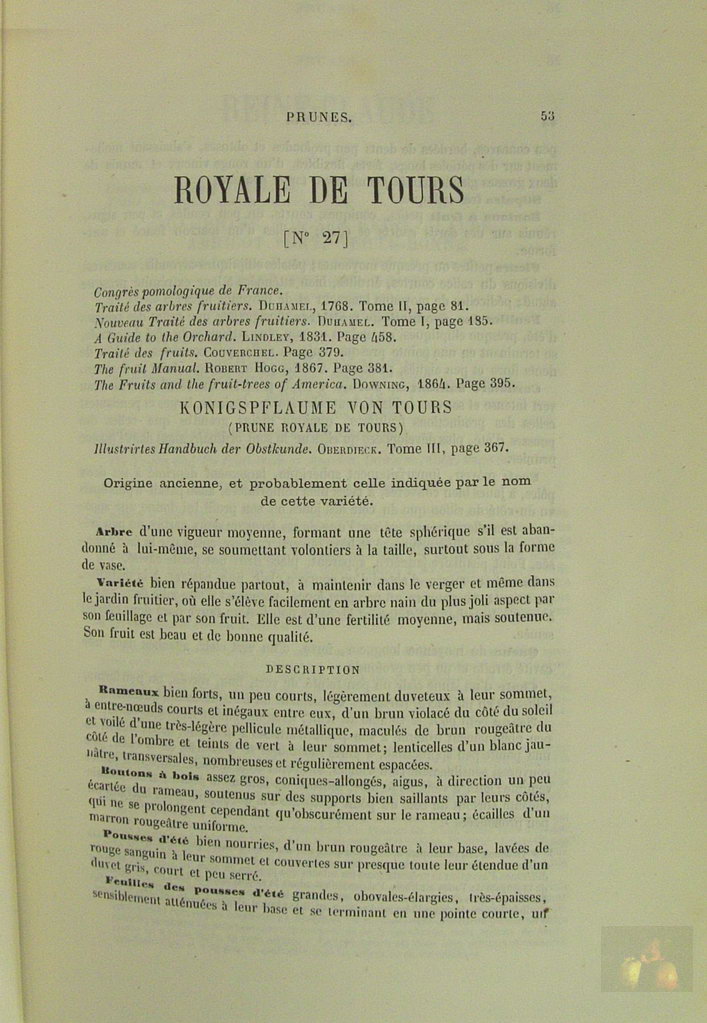 PRUNES. 53
ROYALE DE TOURS
[N° 27]
Congrès pomologique de France.
Traité des arbres fruitiers. DUHAMEL, 1768. Tome II, page 81.
Nouveau Traité des arbres fruitiers. DUHAMEL. Tome I, page 185.
A Guide to the Orchard. LINDLEY, 1831. Page 458.
Traité des fruits. COUVERCHEL. Page 379.
The fruit Manual. ROBERT HOGG, 1867. Page 381.
The Fruits and the fruit-trees of America. DOWNING, 1864. Page 395.
KONIGSPFLAUME VON TOURS
(PRUNE ROYALE DE TOURS)
Illustrirtes Handbuch der Obstkunde. OBERDIECK. Tome III, page 367.
Origine ancienne, et probablement celle indiquée par le nom
de cette variété.
Arbre d'une vigueur moyenne, formant une tête sphérique s'il est aban-
donné à lui-même, se soumettant volontiers à la taille, surtout sous la forme
de vase.
Variété bien répandue partout, à maintenir dans le verger et même dans
le jardin fruitier, où elle s'élève facilement en arbre nain du plus joli aspect par
son feuillage et par son fruit. Elle est d'une fertilité moyenne, mais soutenue.
Son fruit est beau et de bonne qualité.
DESCRIPTION
Rameaux bien forts, un peu courts, légèrement duveteux à leur sommet,
à entre-nœuds courts et inégaux entre eux, d'un brun violacé du côté du soleil
et voilé d'une très-légère pellicule métallique, maculés de brun rougeâtre du
côté de l'ombre et teints de vert à leur sommet; lenticelles d'un blanc jau-
nâtre, transversales, nombreuses et régulièrement espacées.
Boutons à bois assez gros, coniques-allongés, aigus, à direction un peu
écartée du rameau, soutenus sur des supports bien saillants par leurs côtés,
qui ne se prolongent cependant qu'obscurément sur le rameau; écailles d'un
marron rougeâtre uniforme.
Pousses d'été bien nourries, d'un brun rougeâtre à leur base, lavées de
rouge sanguin à leur sommet et couvertes sur presque toute leur étendue d'un
duvet gris, court et peu serré.
Feuilles des pousses d'été grandes, obovales-élargies, très-épaisses,
sensiblement atténuées à leur base et se terminant en une pointe courte, un